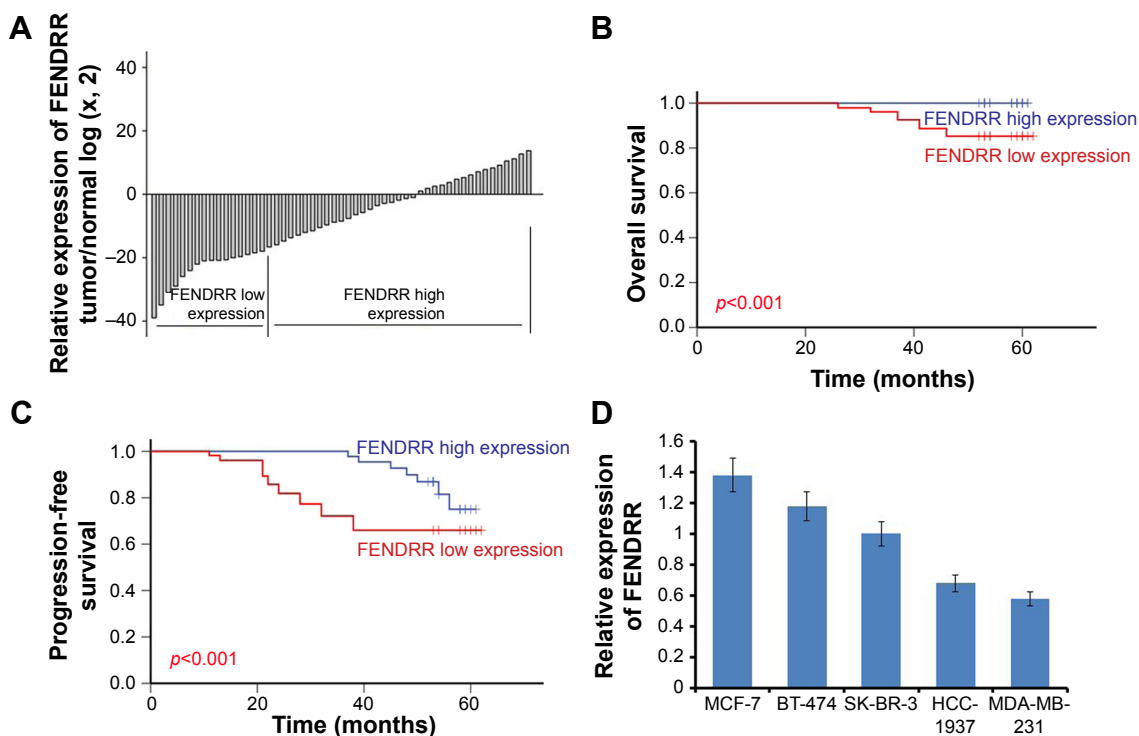 A
Relative expression of FENDRR
tumor/normal log (x, 2)
40
20
0
–20
–40
FENDRR low
expression
FENDRR high
expression
B
Overall survival
1.0
0.8
0.6
0.4
0.2
0.0
FENDRR high expression
FENDRR low expression
p<0.001
0
20
40
60
Time (months)
C
Progression-free
survival
1.0
0.8
0.6
0.4
0.2
0.0
FENDRR high expression
FENDRR low expression
p<0.001
0
20
40
60
Time (months)
D
Relative expression
of FENDRR
1.6
1.4
1.2
1
0.8
0.6
0.4
0.2
0
MCF-7
BT-474
SK-BR-3
HCC-
1937
MDA-MB-
231